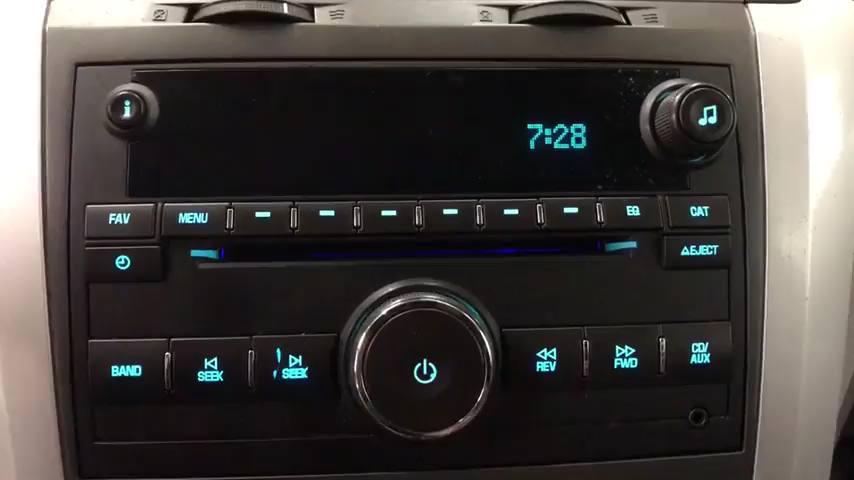 i
7:28
FAV
MENU
EQ
CAT
EJECT
BAND
SEEK
SEEK
REV
FWD
CD/
AUX